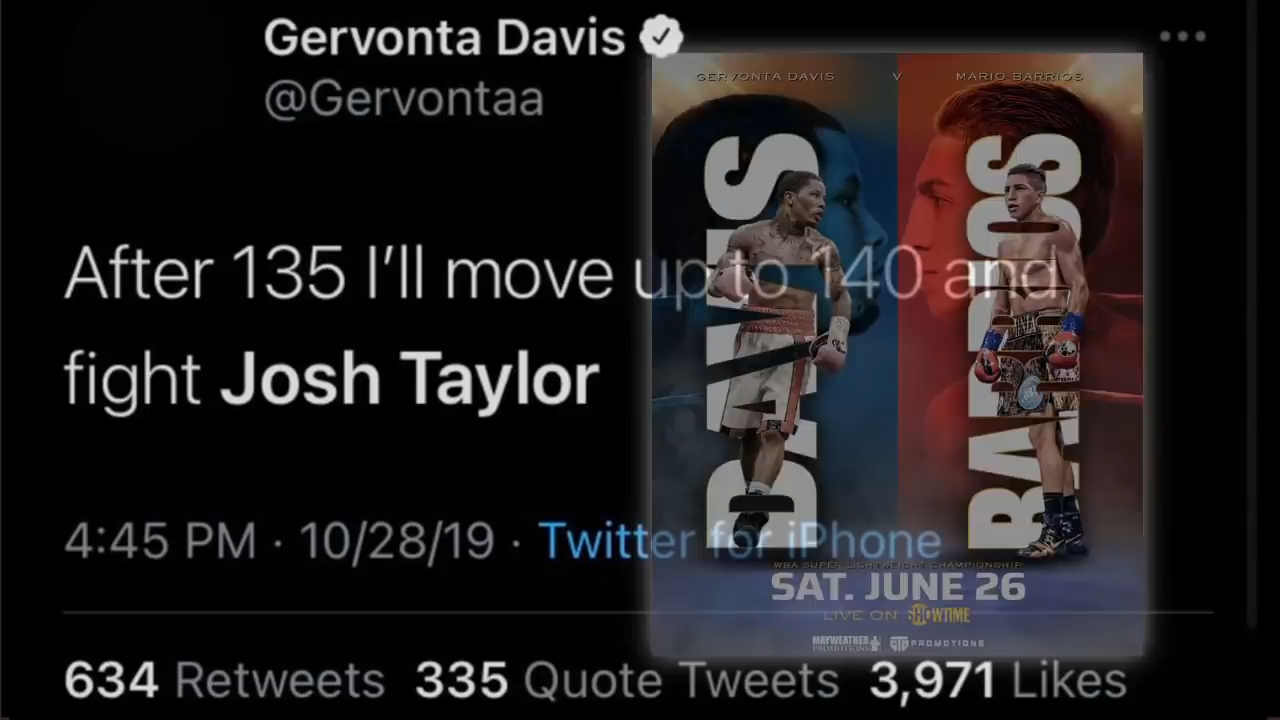 Gervonta Davis
@Gervontaa
GERVONTA DAVIS V MARIO BARRIOS
DAVIS
BARRIOS
After 135 I’ll move up to 140 and
fight Josh Taylor
4:45 PM · 10/28/19 · Twitter for iPhone
WBA SUPER LIGHTWEIGHT CHAMPIONSHIP
SAT. JUNE 26
LIVE ON SHOWTIME
MAYWEATHER PROMOTIONS GTD PROMOTIONS
634 Retweets 335 Quote Tweets 3,971 Likes